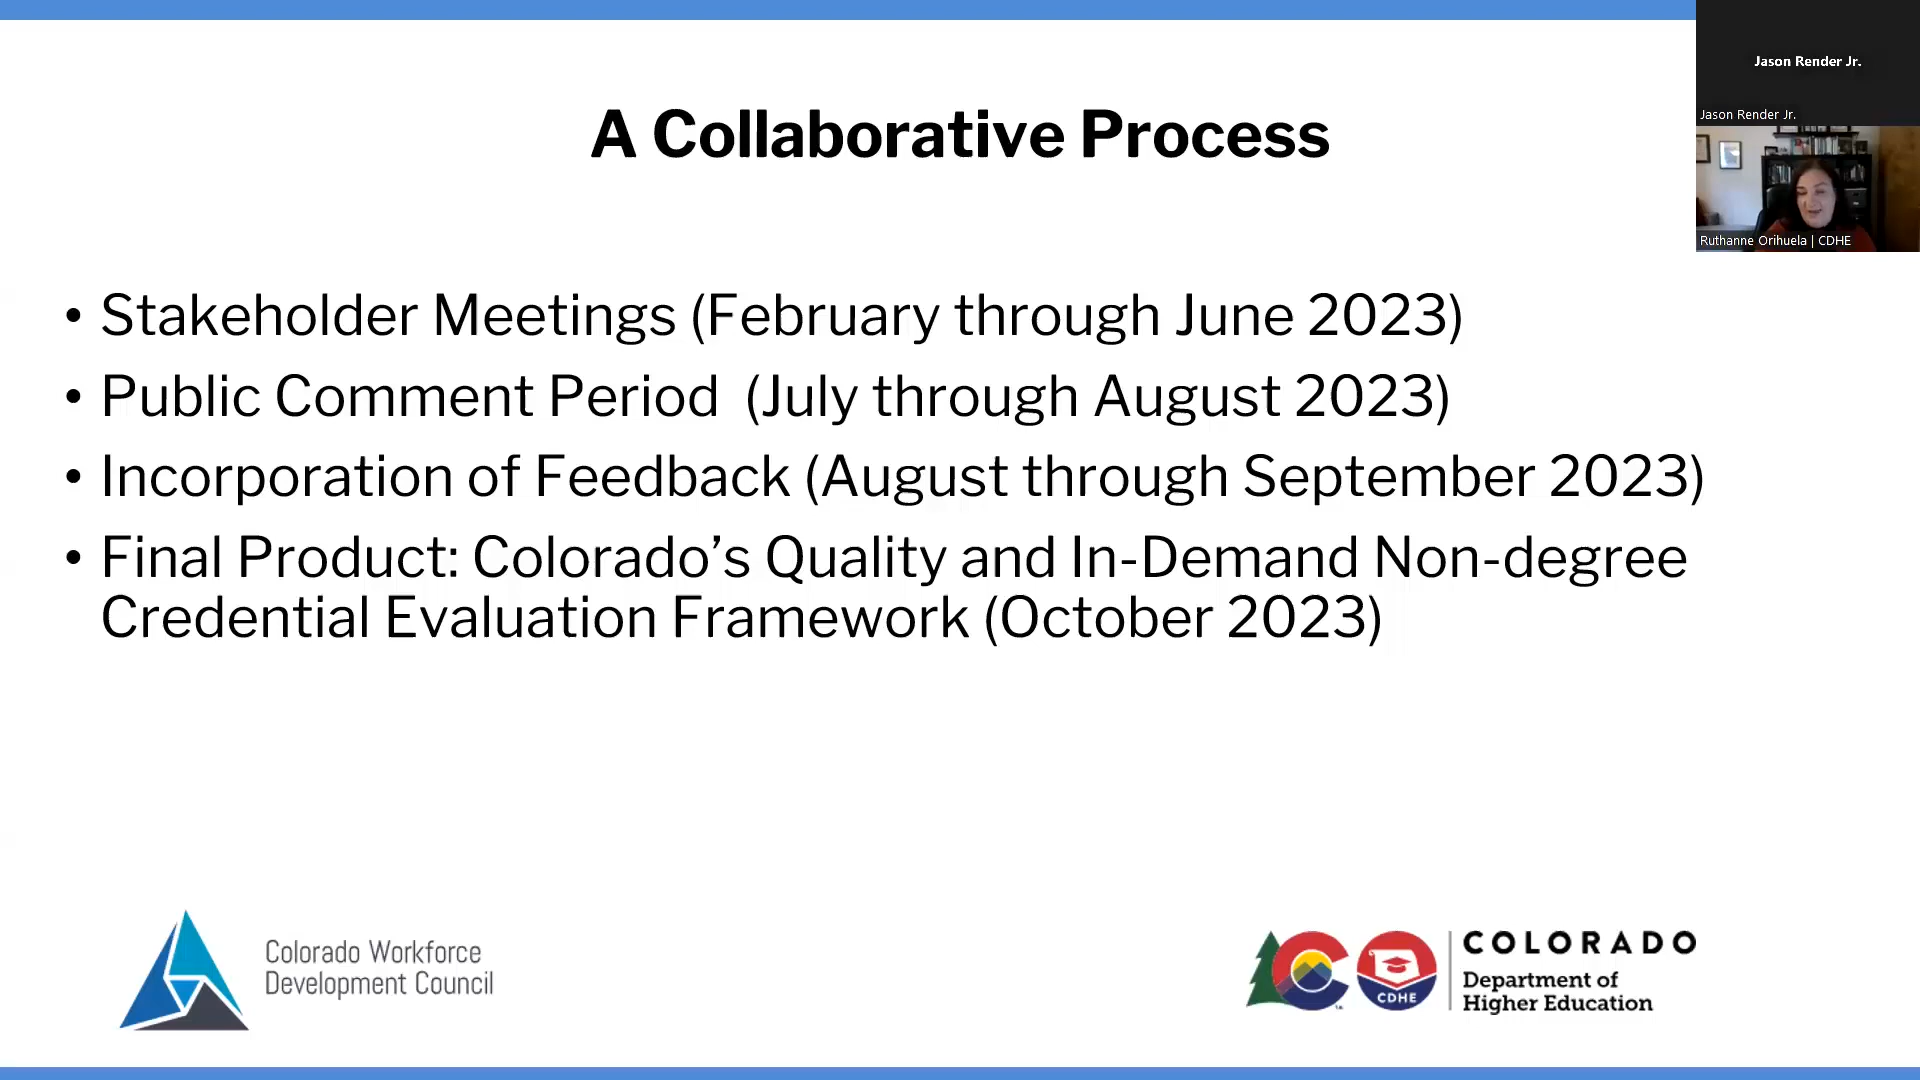 A Collaborative Process
Jason Render Jr.
Jason Render Jr.
Ruthanne Orihuela | CDHE
• Stakeholder Meetings (February through June 2023)
• Public Comment Period  (July through August 2023)
• Incorporation of Feedback (August through September 2023)
• Final Product: Colorado’s Quality and In-Demand Non-degree
Credential Evaluation Framework (October 2023)
Colorado Workforce
Development Council
CDHE
COLORADO
Department of
Higher Education